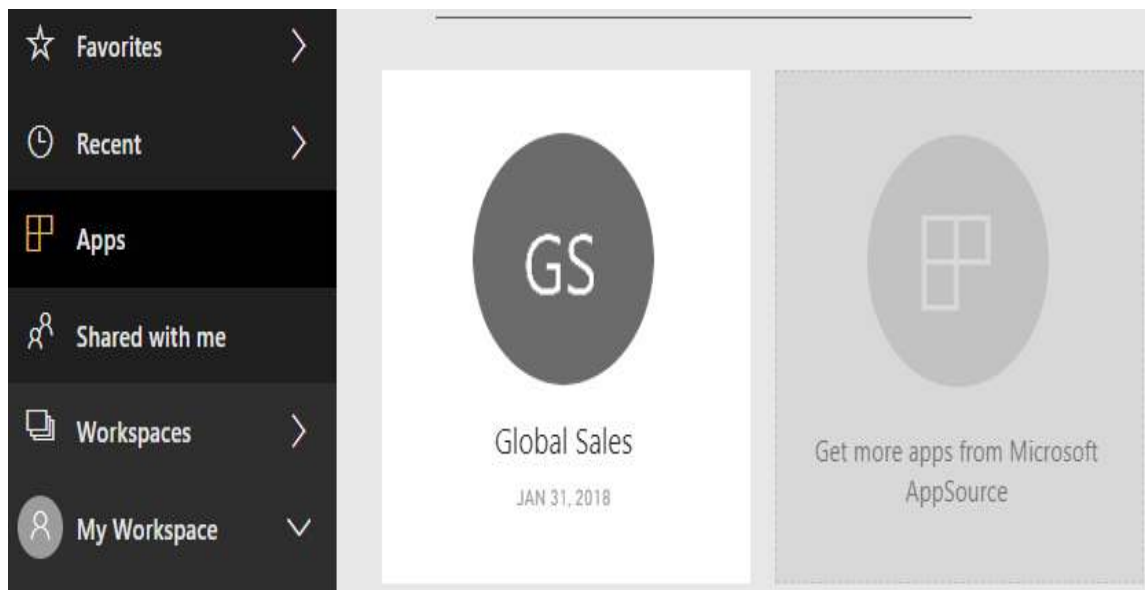 Favorites
Recent
Apps
Shared with me
Workspaces
My Workspace
GS
Global Sales
JAN 31, 2018
Get more apps from Microsoft
AppSource